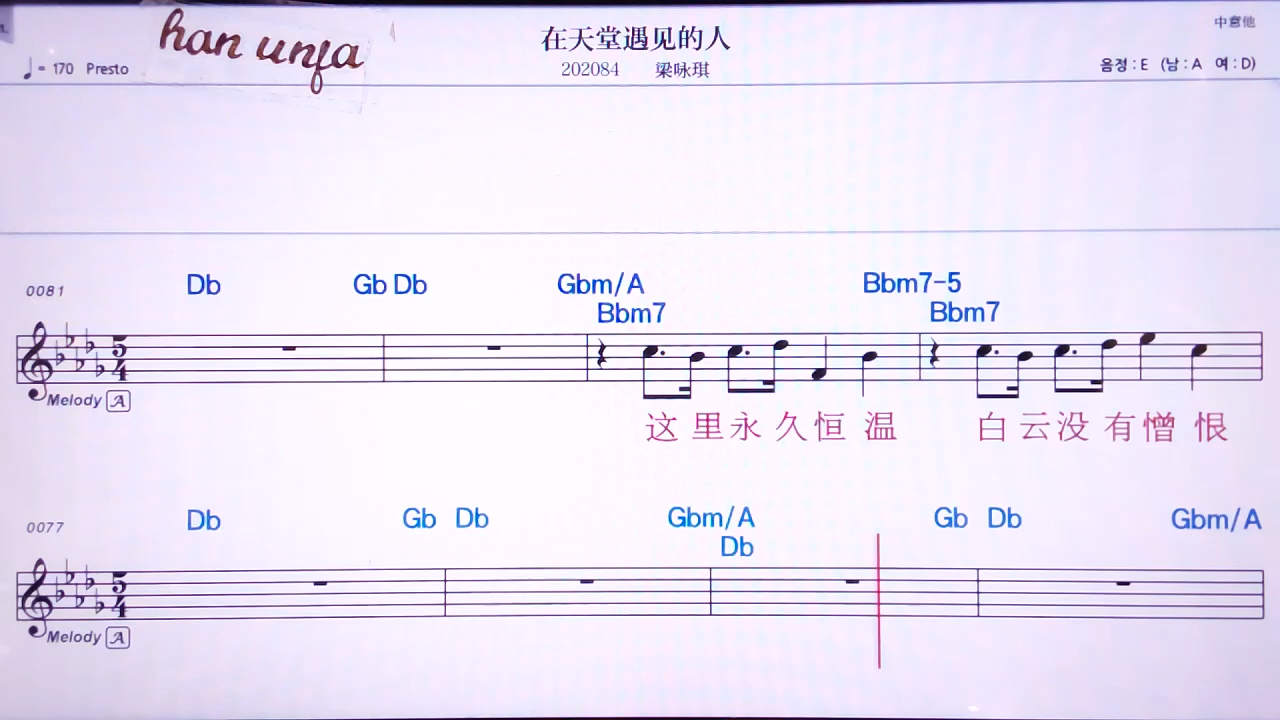 han unfa
在天堂遇见的人
中意他
♩= 170 Presto
202084 梁咏琪
음정 : E (남 : A 여 : D)
Db Gb Db Gbm/A Bbm7-5
0081
Bbm7 Bbm7
5/4
Melody A
这里永久恒温 白云没有憎恨
Db Gb Db Gbm/A Gb Db Gbm/A
0077
Db
5/4
Melody A